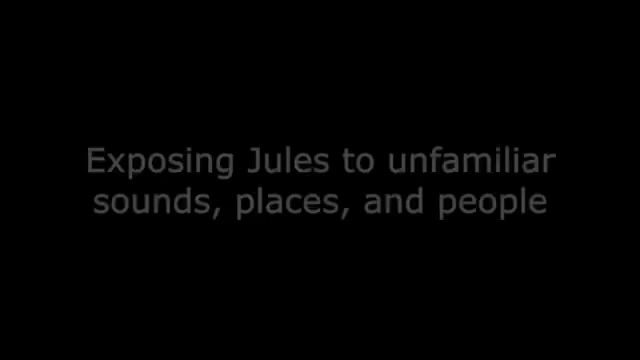 Exposing Jules to unfamiliar
sounds, places, and people